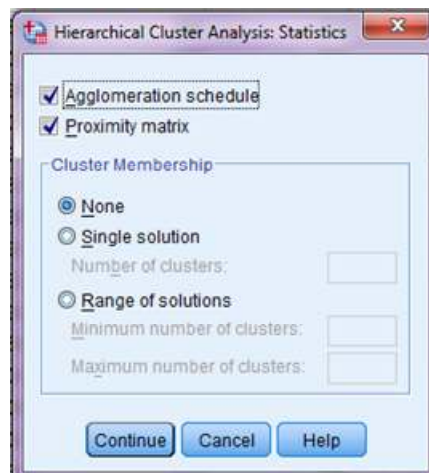 Hierarchical Cluster Analysis: Statistics
Agglomeration schedule
Proximity matrix
Cluster Membership
None
Single solution
Number of clusters:
Range of solutions
Minimum number of clusters:
Maximum number of clusters:
Continue Cancel Help